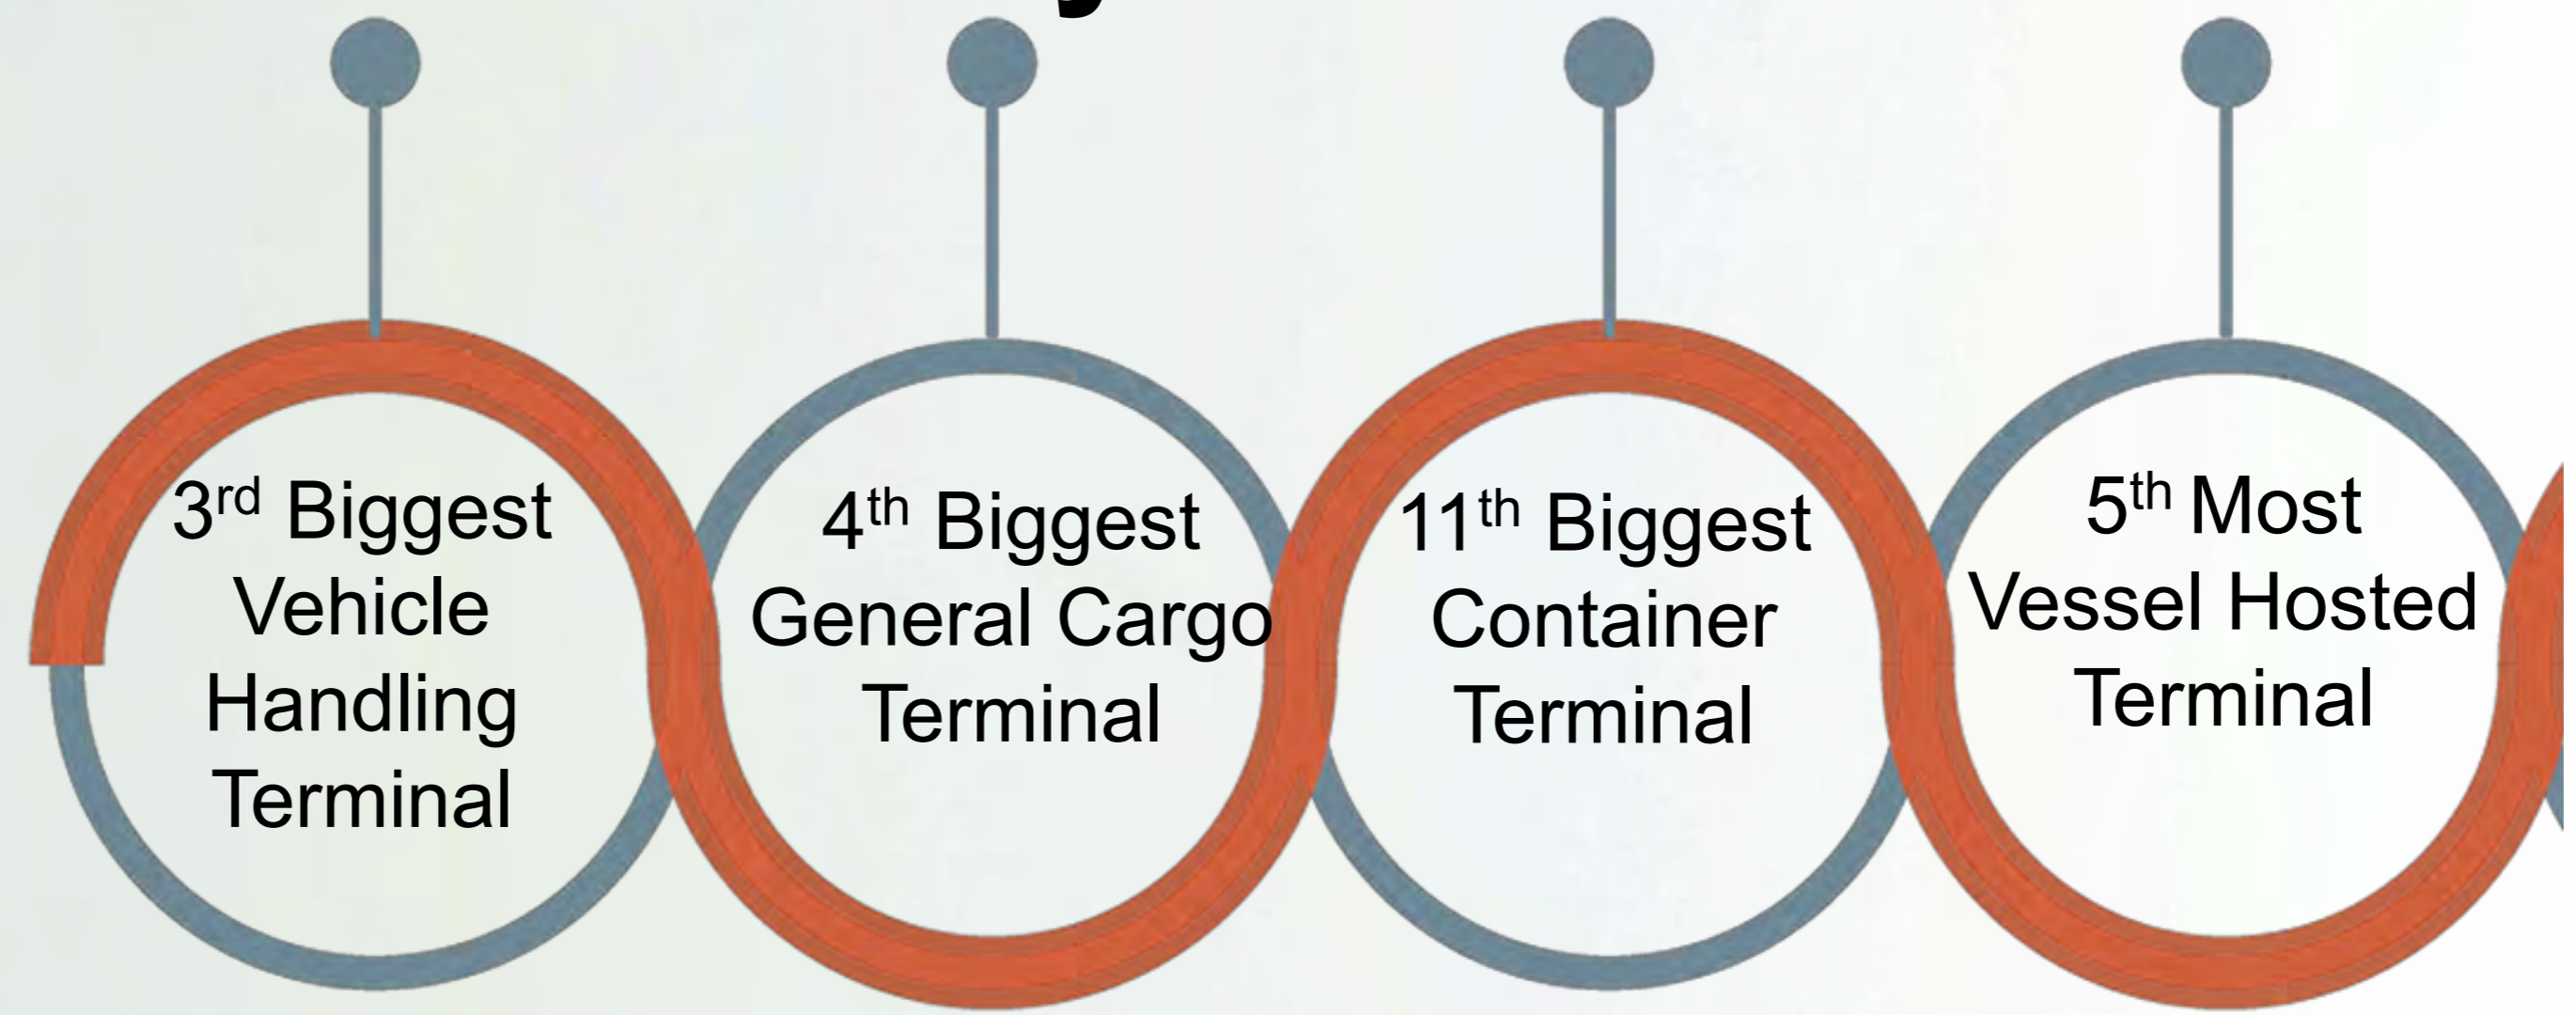 3rd Biggest
Vehicle
Handling
Terminal
4th Biggest
General Cargo
Terminal
11th Biggest
Container
Terminal
5th Most
Vessel Hosted
Terminal